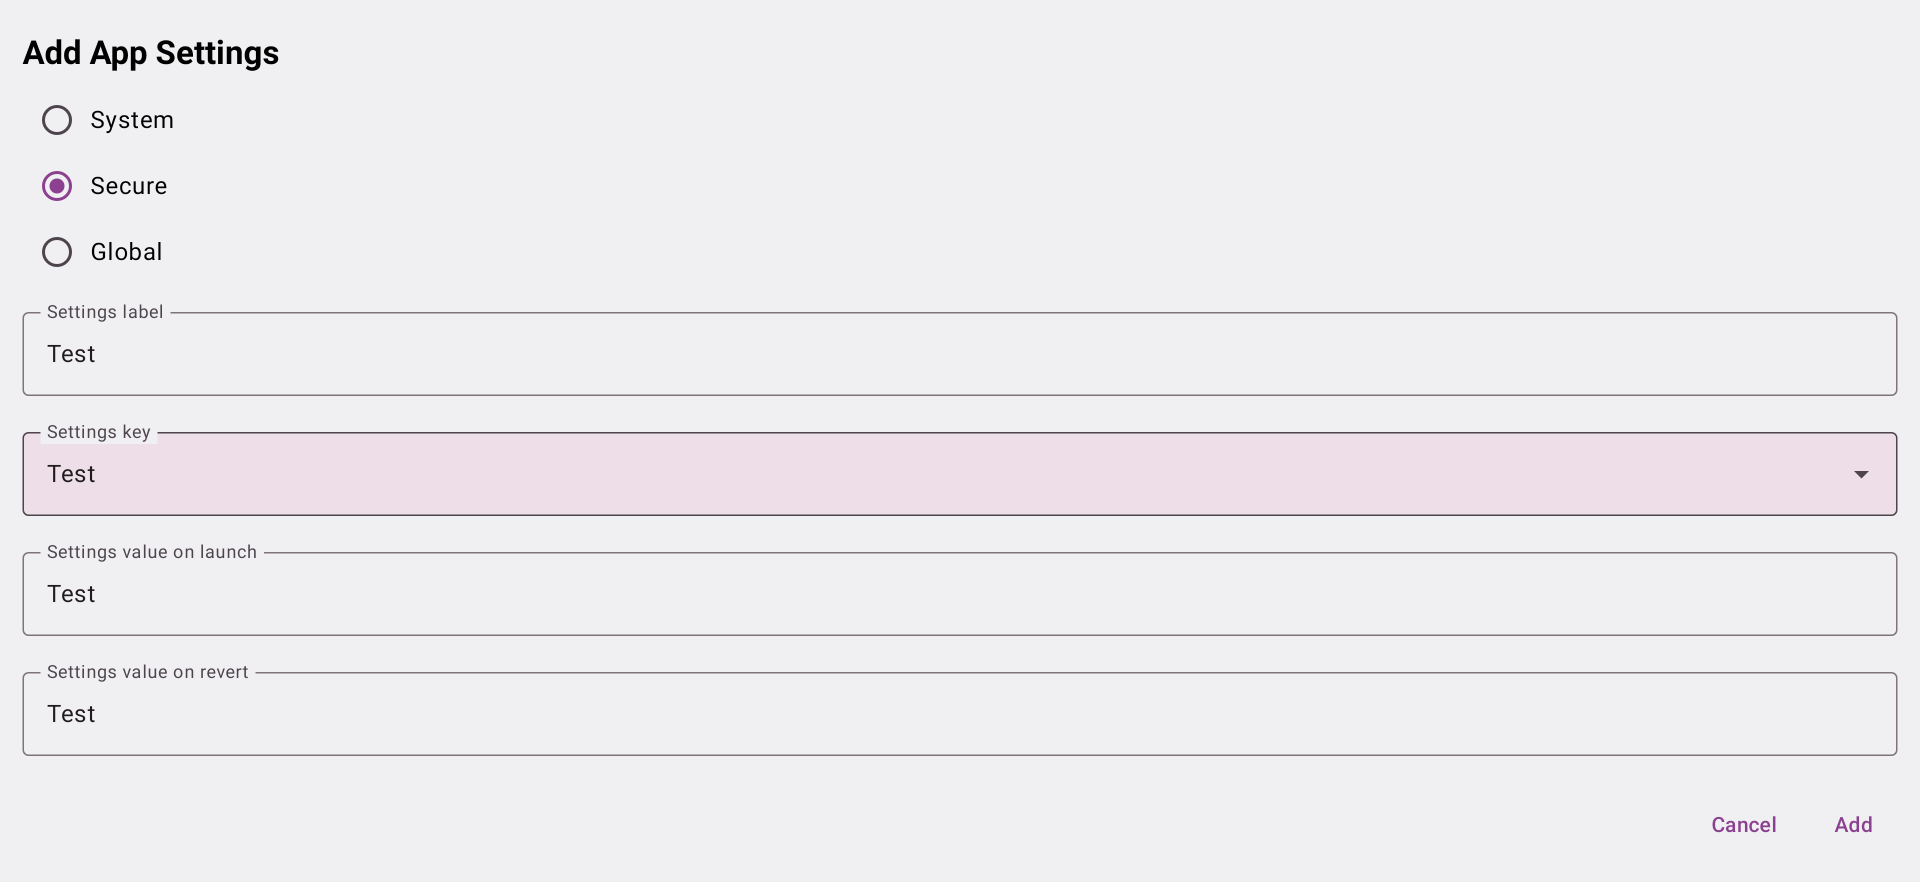 Add App Settings
System
Secure
Global
Settings label
Test
Settings key
Test
Settings value on launch
Test
Settings value on revert
Test
Cancel Add